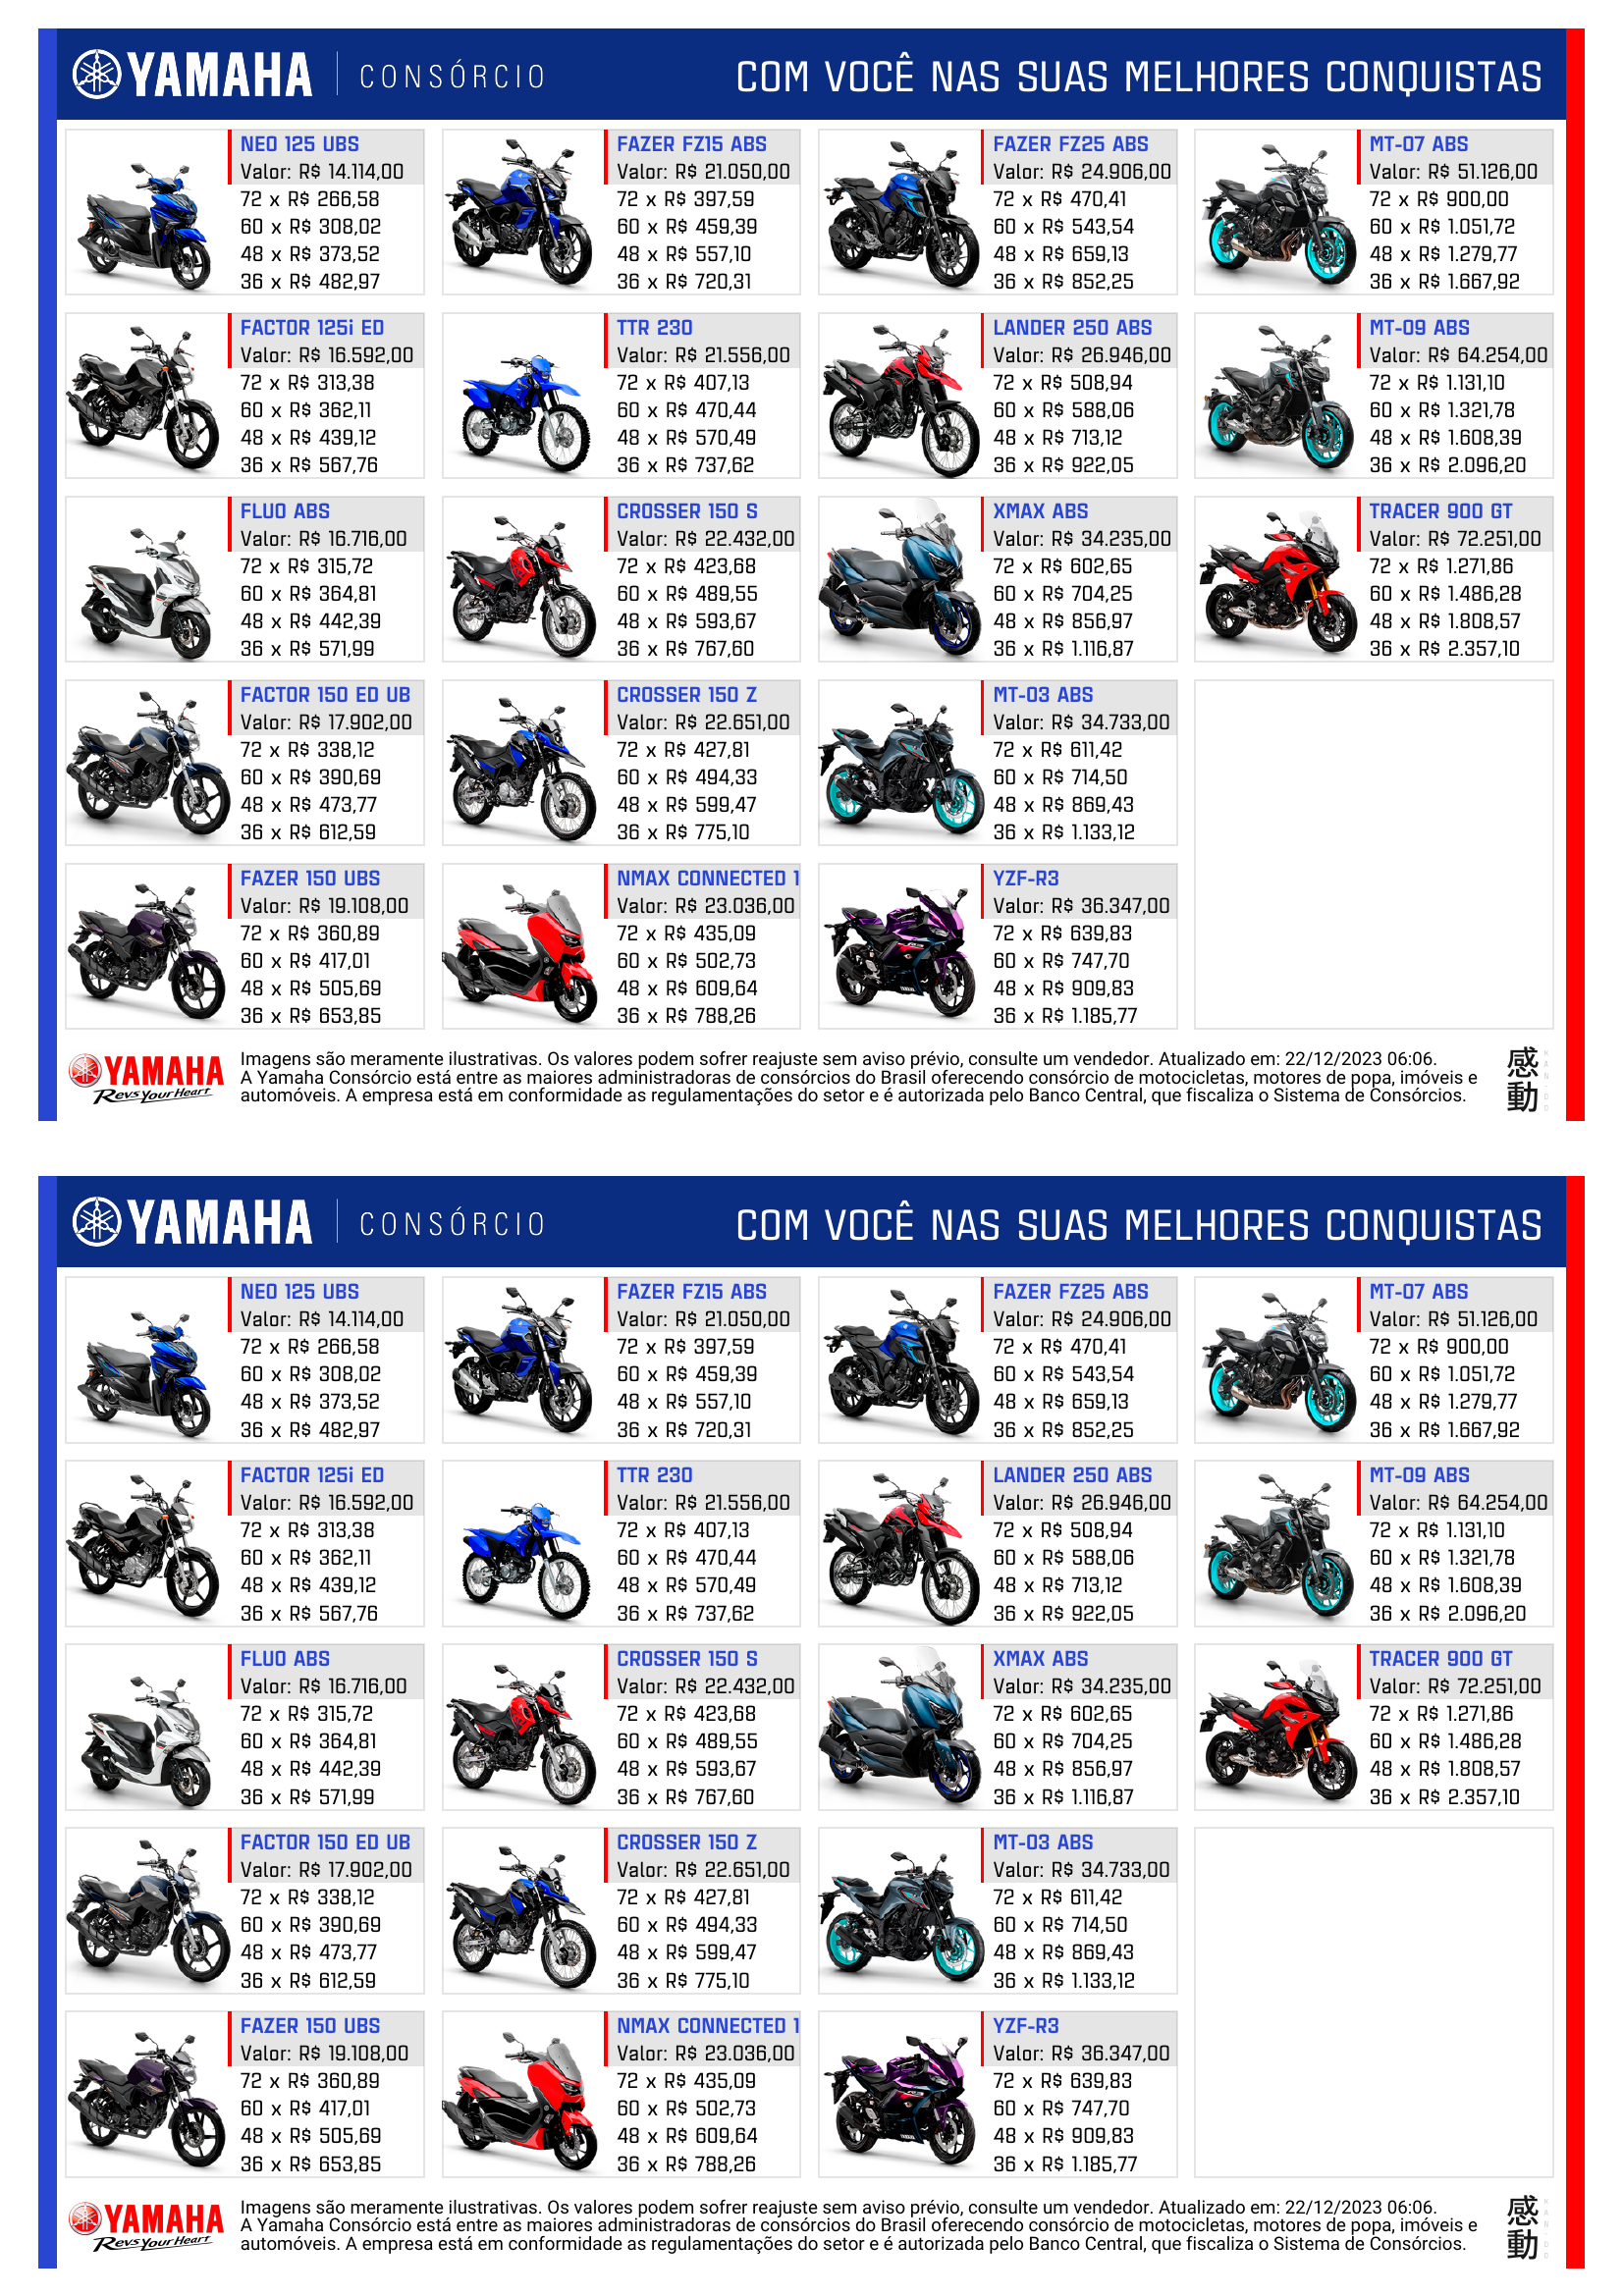 YAMAHA CONSÓRCIO
COM VOCÊ NAS SUAS MELHORES CONQUISTAS
NEO 125 UBS
Valor: R$ 14.114,00
72 x R$ 266,58
60 x R$ 308,02
48 x R$ 373,52
36 x R$ 482,97
FAZER FZ15 ABS
Valor: R$ 21.050,00
72 x R$ 397,59
60 x R$ 459,39
48 x R$ 557,10
36 x R$ 720,31
FAZER FZ25 ABS
Valor: R$ 24.906,00
72 x R$ 470,41
60 x R$ 543,54
48 x R$ 659,13
36 x R$ 852,25
MT-07 ABS
Valor: R$ 51.126,00
72 x R$ 900,00
60 x R$ 1.051,72
48 x R$ 1.279,77
36 x R$ 1.667,92
FACTOR 125i ED
Valor: R$ 16.592,00
72 x R$ 313,38
60 x R$ 362,11
48 x R$ 439,12
36 x R$ 567,76
TTR 230
Valor: R$ 21.556,00
72 x R$ 407,13
60 x R$ 470,44
48 x R$ 570,49
36 x R$ 737,62
LANDER 250 ABS
Valor: R$ 26.946,00
72 x R$ 508,94
60 x R$ 588,06
48 x R$ 713,12
36 x R$ 922,05
MT-09 ABS
Valor: R$ 64.254,00
72 x R$ 1.131,10
60 x R$ 1.321,78
48 x R$ 1.608,39
36 x R$ 2.096,20
FLUO ABS
Valor: R$ 16.716,00
72 x R$ 315,72
60 x R$ 364,81
48 x R$ 442,39
36 x R$ 571,99
CROSSER 150 S
Valor: R$ 22.432,00
72 x R$ 423,68
60 x R$ 489,55
48 x R$ 593,67
36 x R$ 767,60
XMAX ABS
Valor: R$ 34.235,00
72 x R$ 602,65
60 x R$ 704,25
48 x R$ 856,97
36 x R$ 1.116,87
TRACER 900 GT
Valor: R$ 72.251,00
72 x R$ 1.271,86
60 x R$ 1.486,28
48 x R$ 1.808,57
36 x R$ 2.357,10
FACTOR 150 ED UB
Valor: R$ 17.902,00
72 x R$ 338,12
60 x R$ 390,69
48 x R$ 473,77
36 x R$ 612,59
CROSSER 150 Z
Valor: R$ 22.651,00
72 x R$ 427,81
60 x R$ 494,33
48 x R$ 599,47
36 x R$ 775,10
MT-03 ABS
Valor: R$ 34.733,00
72 x R$ 611,42
60 x R$ 714,50
48 x R$ 869,43
36 x R$ 1.133,12
FAZER 150 UBS
Valor: R$ 19.108,00
72 x R$ 360,89
60 x R$ 417,01
48 x R$ 505,69
36 x R$ 653,85
NMAX CONNECTED 1
Valor: R$ 23.036,00
72 x R$ 435,09
60 x R$ 502,73
48 x R$ 609,64
36 x R$ 788,26
YZF-R3
Valor: R$ 36.347,00
72 x R$ 639,83
60 x R$ 747,70
48 x R$ 909,83
36 x R$ 1.185,77
YAMAHA
Revs Your Heart
Imagens são meramente ilustrativas. Os valores podem sofrer reajuste sem aviso prévio, consulte um vendedor. Atualizado em: 22/12/2023 06:06.
A Yamaha Consórcio está entre as maiores administradoras de consórcios do Brasil oferecendo consórcio de motocicletas, motores de popa, imóveis e
automóveis. A empresa está em conformidade as regulamentações do setor e é autorizada pelo Banco Central, que fiscaliza o Sistema de Consórcios.
感動
YAMAHA CONSÓRCIO
COM VOCÊ NAS SUAS MELHORES CONQUISTAS
NEO 125 UBS
Valor: R$ 14.114,00
72 x R$ 266,58
60 x R$ 308,02
48 x R$ 373,52
36 x R$ 482,97
FAZER FZ15 ABS
Valor: R$ 21.050,00
72 x R$ 397,59
60 x R$ 459,39
48 x R$ 557,10
36 x R$ 720,31
FAZER FZ25 ABS
Valor: R$ 24.906,00
72 x R$ 470,41
60 x R$ 543,54
48 x R$ 659,13
36 x R$ 852,25
MT-07 ABS
Valor: R$ 51.126,00
72 x R$ 900,00
60 x R$ 1.051,72
48 x R$ 1.279,77
36 x R$ 1.667,92
FACTOR 125i ED
Valor: R$ 16.592,00
72 x R$ 313,38
60 x R$ 362,11
48 x R$ 439,12
36 x R$ 567,76
TTR 230
Valor: R$ 21.556,00
72 x R$ 407,13
60 x R$ 470,44
48 x R$ 570,49
36 x R$ 737,62
LANDER 250 ABS
Valor: R$ 26.946,00
72 x R$ 508,94
60 x R$ 588,06
48 x R$ 713,12
36 x R$ 922,05
MT-09 ABS
Valor: R$ 64.254,00
72 x R$ 1.131,10
60 x R$ 1.321,78
48 x R$ 1.608,39
36 x R$ 2.096,20
FLUO ABS
Valor: R$ 16.716,00
72 x R$ 315,72
60 x R$ 364,81
48 x R$ 442,39
36 x R$ 571,99
CROSSER 150 S
Valor: R$ 22.432,00
72 x R$ 423,68
60 x R$ 489,55
48 x R$ 593,67
36 x R$ 767,60
XMAX ABS
Valor: R$ 34.235,00
72 x R$ 602,65
60 x R$ 704,25
48 x R$ 856,97
36 x R$ 1.116,87
TRACER 900 GT
Valor: R$ 72.251,00
72 x R$ 1.271,86
60 x R$ 1.486,28
48 x R$ 1.808,57
36 x R$ 2.357,10
FACTOR 150 ED UB
Valor: R$ 17.902,00
72 x R$ 338,12
60 x R$ 390,69
48 x R$ 473,77
36 x R$ 612,59
CROSSER 150 Z
Valor: R$ 22.651,00
72 x R$ 427,81
60 x R$ 494,33
48 x R$ 599,47
36 x R$ 775,10
MT-03 ABS
Valor: R$ 34.733,00
72 x R$ 611,42
60 x R$ 714,50
48 x R$ 869,43
36 x R$ 1.133,12
FAZER 150 UBS
Valor: R$ 19.108,00
72 x R$ 360,89
60 x R$ 417,01
48 x R$ 505,69
36 x R$ 653,85
NMAX CONNECTED 1
Valor: R$ 23.036,00
72 x R$ 435,09
60 x R$ 502,73
48 x R$ 609,64
36 x R$ 788,26
YZF-R3
Valor: R$ 36.347,00
72 x R$ 639,83
60 x R$ 747,70
48 x R$ 909,83
36 x R$ 1.185,77
YAMAHA
Revs Your Heart
Imagens são meramente ilustrativas. Os valores podem sofrer reajuste sem aviso prévio, consulte um vendedor. Atualizado em: 22/12/2023 06:06.
A Yamaha Consórcio está entre as maiores administradoras de consórcios do Brasil oferecendo consórcio de motocicletas, motores de popa, imóveis e
automóveis. A empresa está em conformidade as regulamentações do setor e é autorizada pelo Banco Central, que fiscaliza o Sistema de Consórcios.
感動